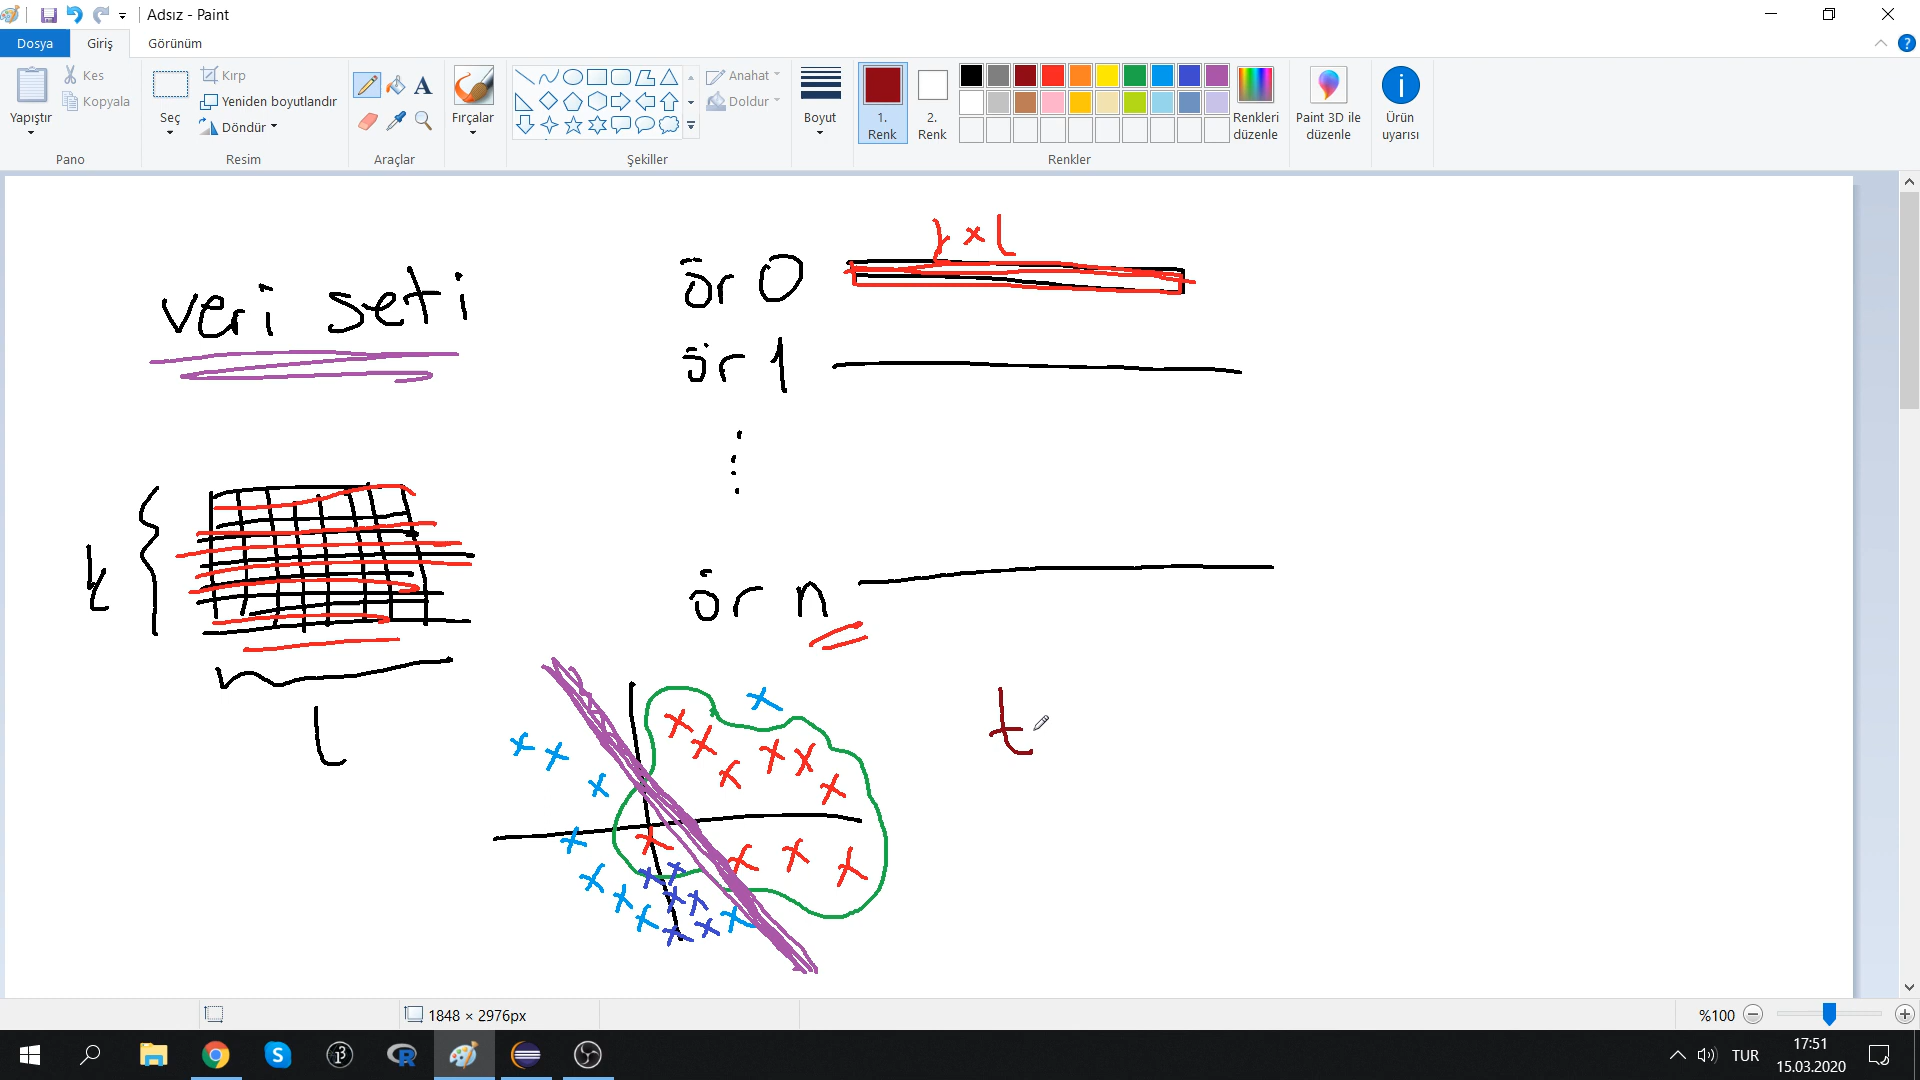 Adsız - Paint
Dosya
Giriş
Görünüm
Yapıştır
Kes
Kopyala
Pano
Seç
Kırp
Yeniden boyutlandır
Döndür
Resim
A
Araçlar
Fırçalar
Şekiller
Anahat
Doldur
Boyut
1. Renk
2. Renk
Renkler
Renkleri düzenle
Paint 3D ile düzenle
Ürün uyarısı
veri seti
ör 0
k x l
ör 1
ör n
k
l
t
1848 × 2976px
%100
TUR
17:51
15.03.2020